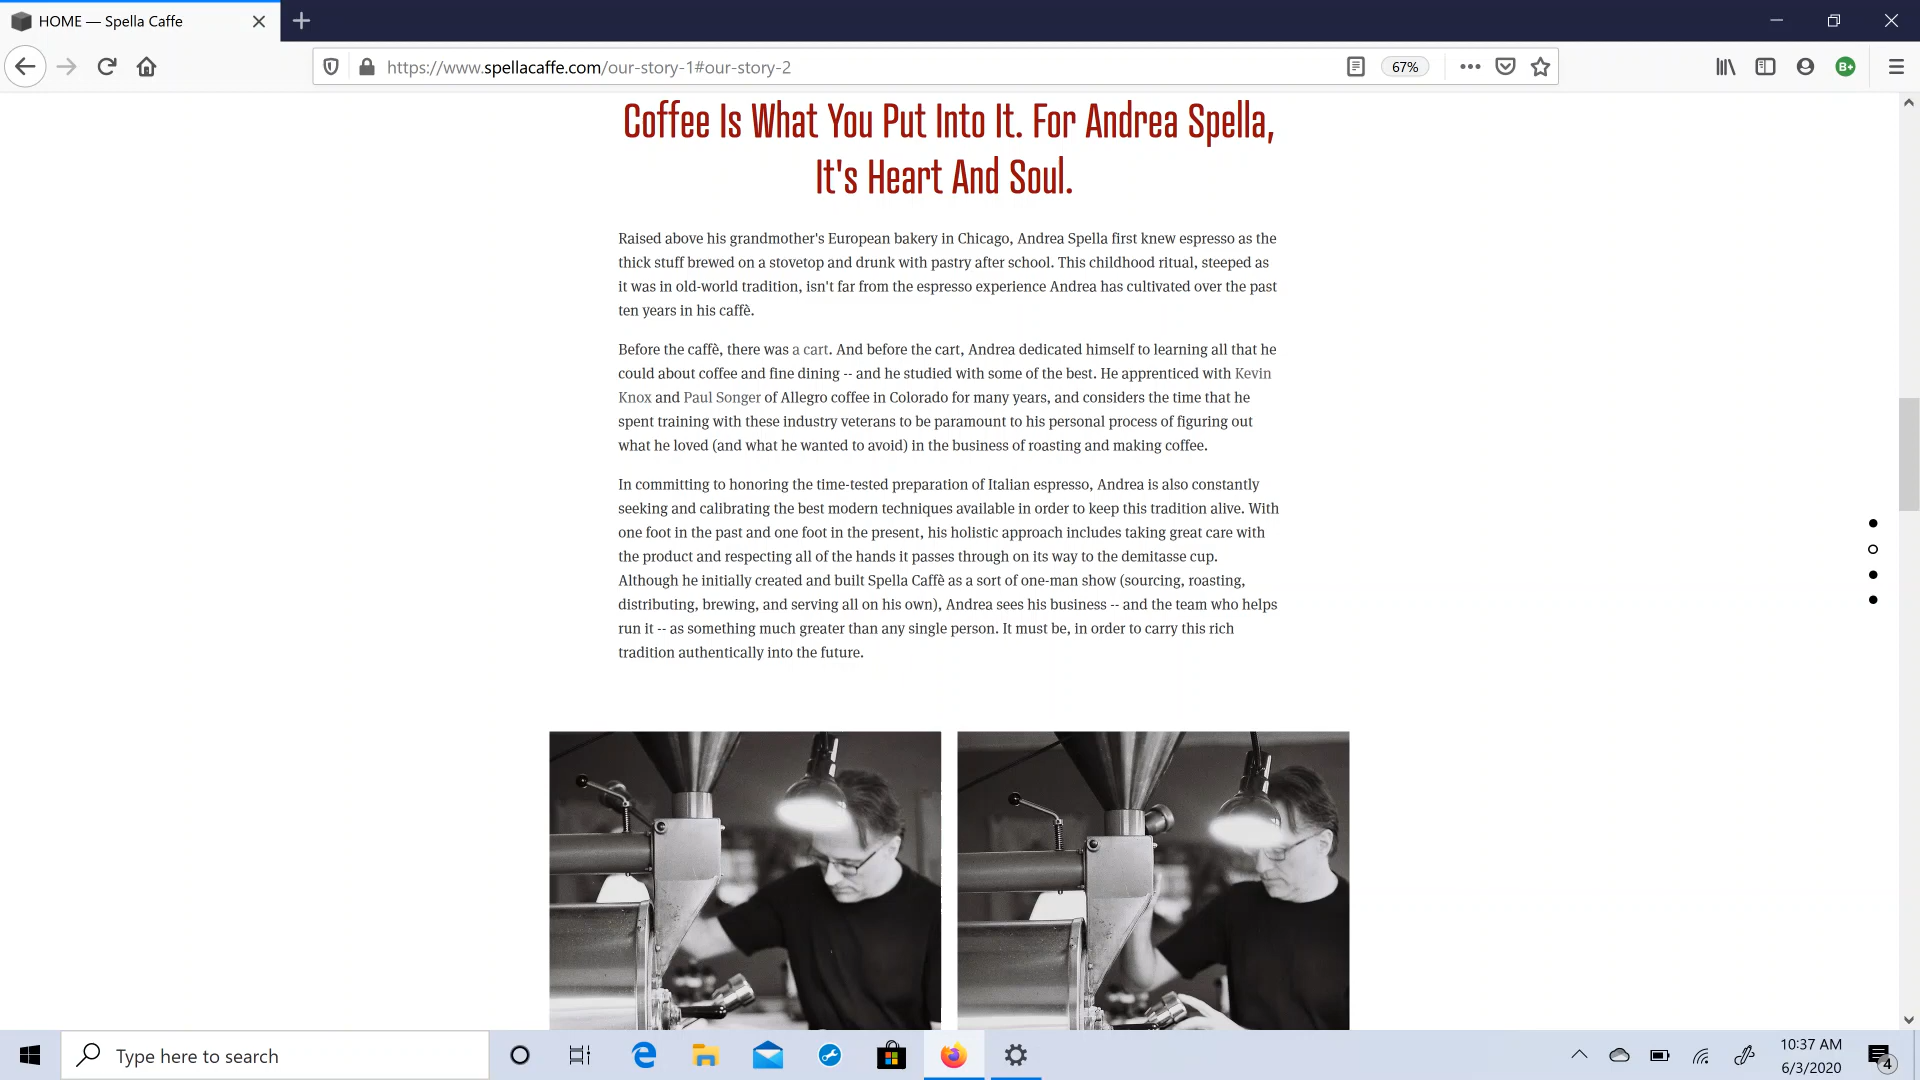 HOME — Spella Caffe
https://www.spellacaffe.com/our-story-1#our-story-2
67%
B+
Coffee Is What You Put Into It. For Andrea Spella,
It's Heart And Soul.
Raised above his grandmother's European bakery in Chicago, Andrea Spella first knew espresso as the
thick stuff brewed on a stovetop and drunk with pastry after school. This childhood ritual, steeped as
it was in old-world tradition, isn't far from the espresso experience Andrea has cultivated over the past
ten years in his caffè.
Before the caffè, there was a cart. And before the cart, Andrea dedicated himself to learning all that he
could about coffee and fine dining -- and he studied with some of the best. He apprenticed with Kevin
Knox and Paul Songer of Allegro coffee in Colorado for many years, and considers the time that he
spent training with these industry veterans to be paramount to his personal process of figuring out
what he loved (and what he wanted to avoid) in the business of roasting and making coffee.
In committing to honoring the time-tested preparation of Italian espresso, Andrea is also constantly
seeking and calibrating the best modern techniques available in order to keep this tradition alive. With
one foot in the past and one foot in the present, his holistic approach includes taking great care with
the product and respecting all of the hands it passes through on its way to the demitasse cup.
Although he initially created and built Spella Caffè as a sort of one-man show (sourcing, roasting,
distributing, brewing, and serving all on his own), Andrea sees his business -- and the team who helps
run it -- as something much greater than any single person. It must be, in order to carry this rich
tradition authentically into the future.
Type here to search
10:37 AM
6/3/2020
4